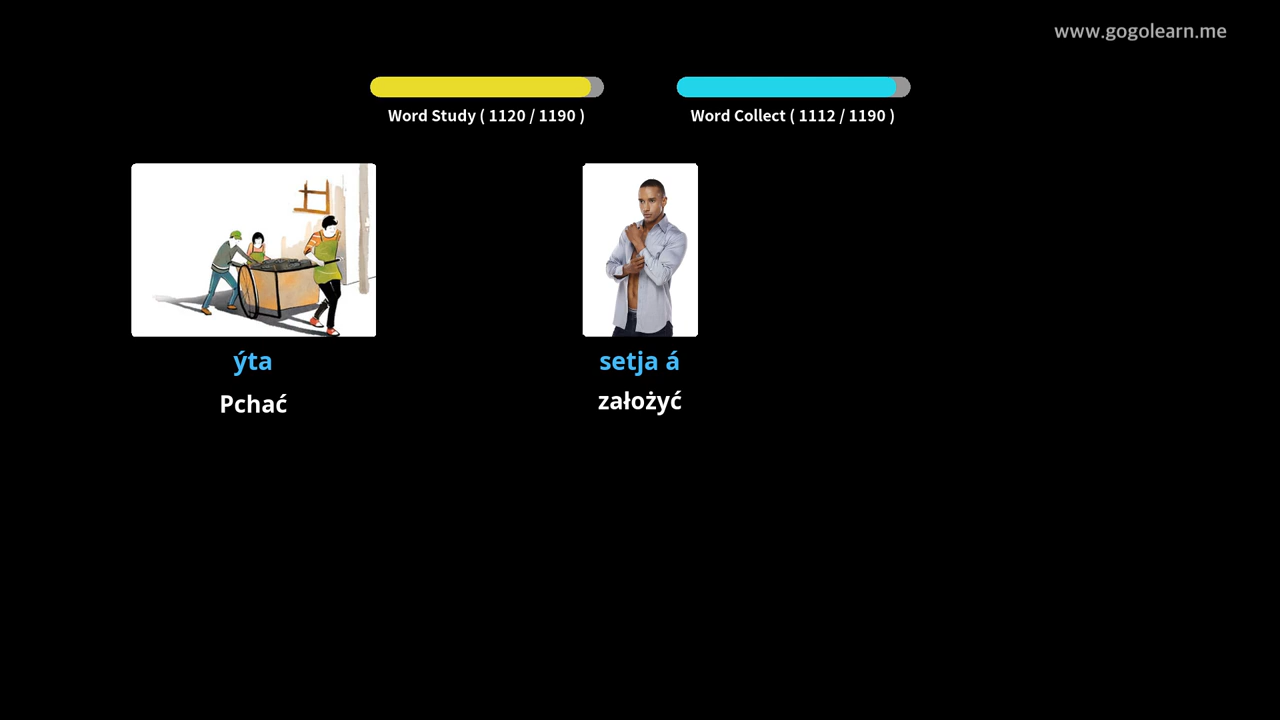 www.gogolearn.me
Word Study ( 1120 / 1190 )
Word Collect ( 1112 / 1190 )
ýta
Pchać
setja á
założyć